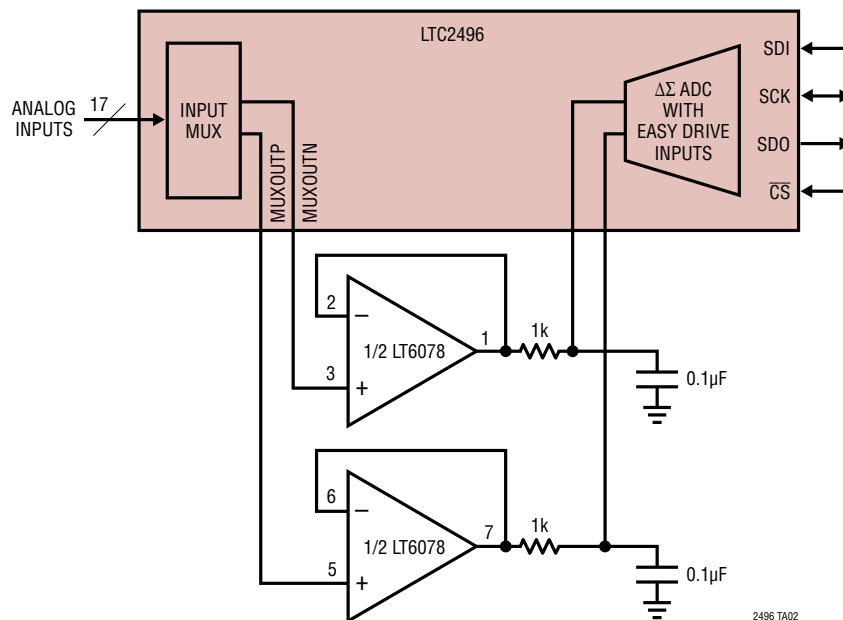 LTC2496
ANALOG
INPUTS
17
INPUT
MUX
MUXOUTP
MUXOUTN
ΔΣ ADC
WITH
EASY DRIVE
INPUTS
SDI
SCK
SDO
C̅S̅
2
–
1/2 LT6078
3
+
1
1k
0.1µF
6
–
1/2 LT6078
5
+
7
1k
0.1µF
2496 TA02